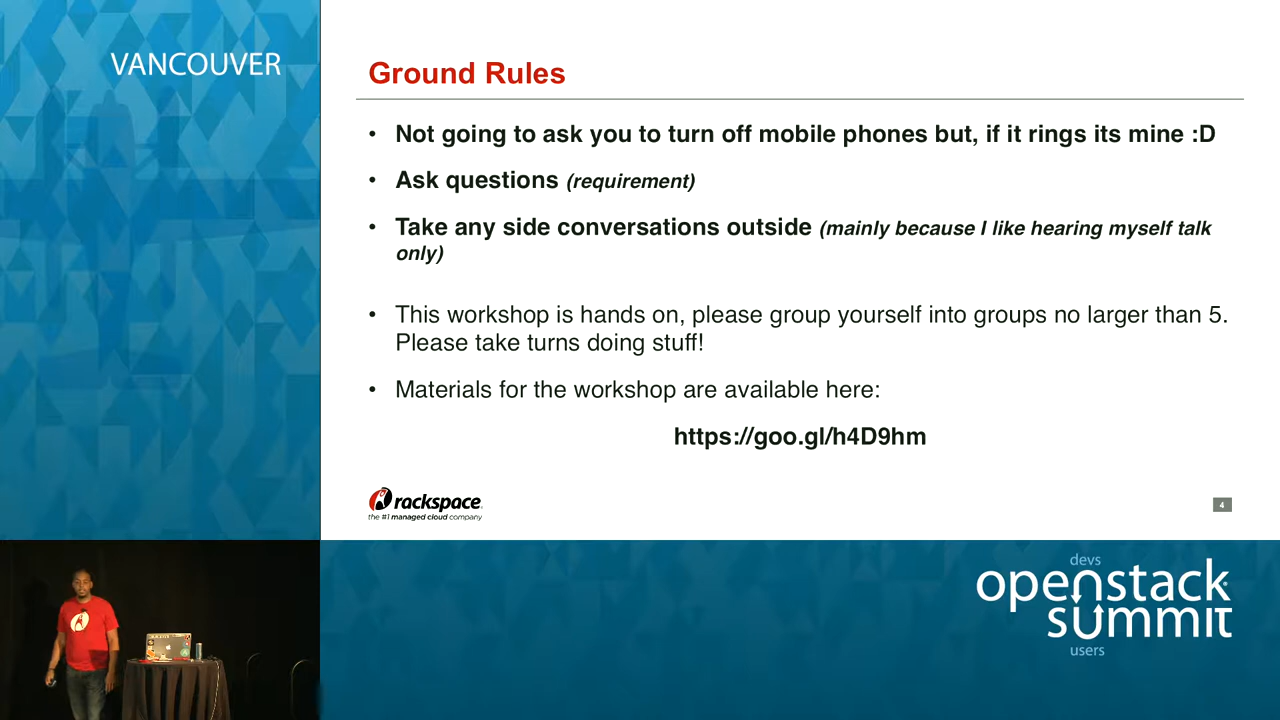 VANCOUVER
Ground Rules
• Not going to ask you to turn off mobile phones but, if it rings its mine :D
• Ask questions (requirement)
• Take any side conversations outside (mainly because I like hearing myself talk
only)
• This workshop is hands on, please group yourself into groups no larger than 5.
Please take turns doing stuff!
• Materials for the workshop are available here:
https://goo.gl/h4D9hm
rackspace
the #1 managed cloud company
4
devs
openstack
summit
users